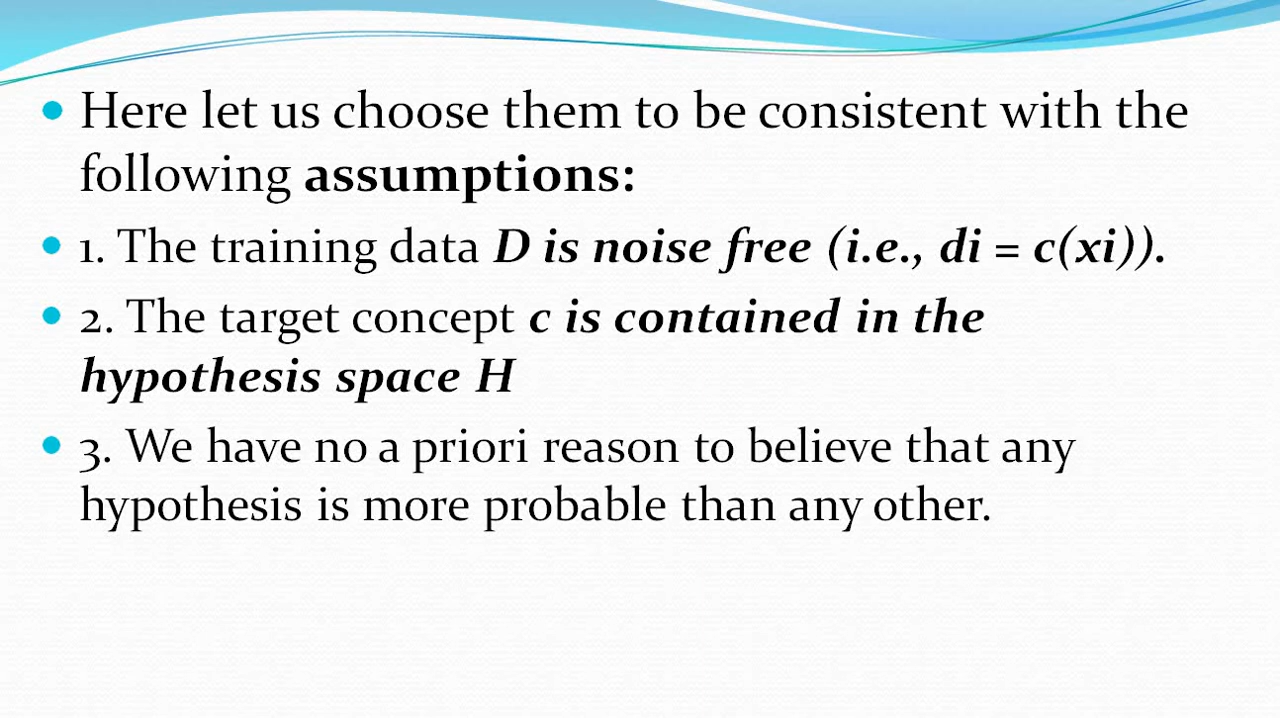 • Here let us choose them to be consistent with the
following assumptions:
• 1. The training data D is noise free (i.e., di = c(xi)).
• 2. The target concept c is contained in the
hypothesis space H
• 3. We have no a priori reason to believe that any
hypothesis is more probable than any other.